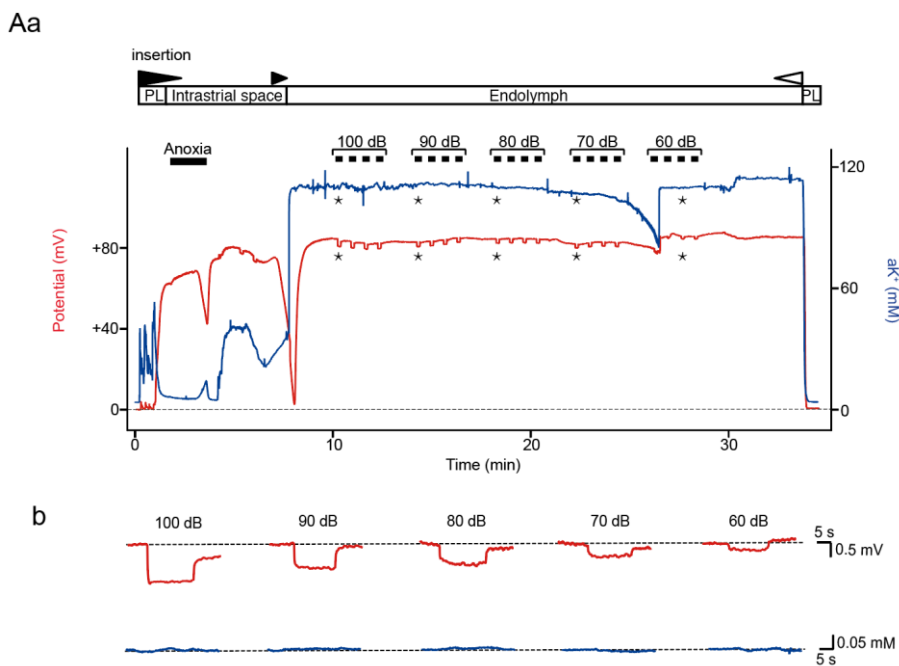 Aa
insertion
PL Intrastrial space Endolymph PL
Anoxia
100 dB 90 dB 80 dB 70 dB 60 dB
* * * * *
* * * * *
Potential (mV)
+80
+40
0
120
60
0
aK⁺ (mM)
0 10 20 30
Time (min)
b
100 dB 90 dB 80 dB 70 dB 60 dB
5 s
0.5 mV
0.05 mM
5 s